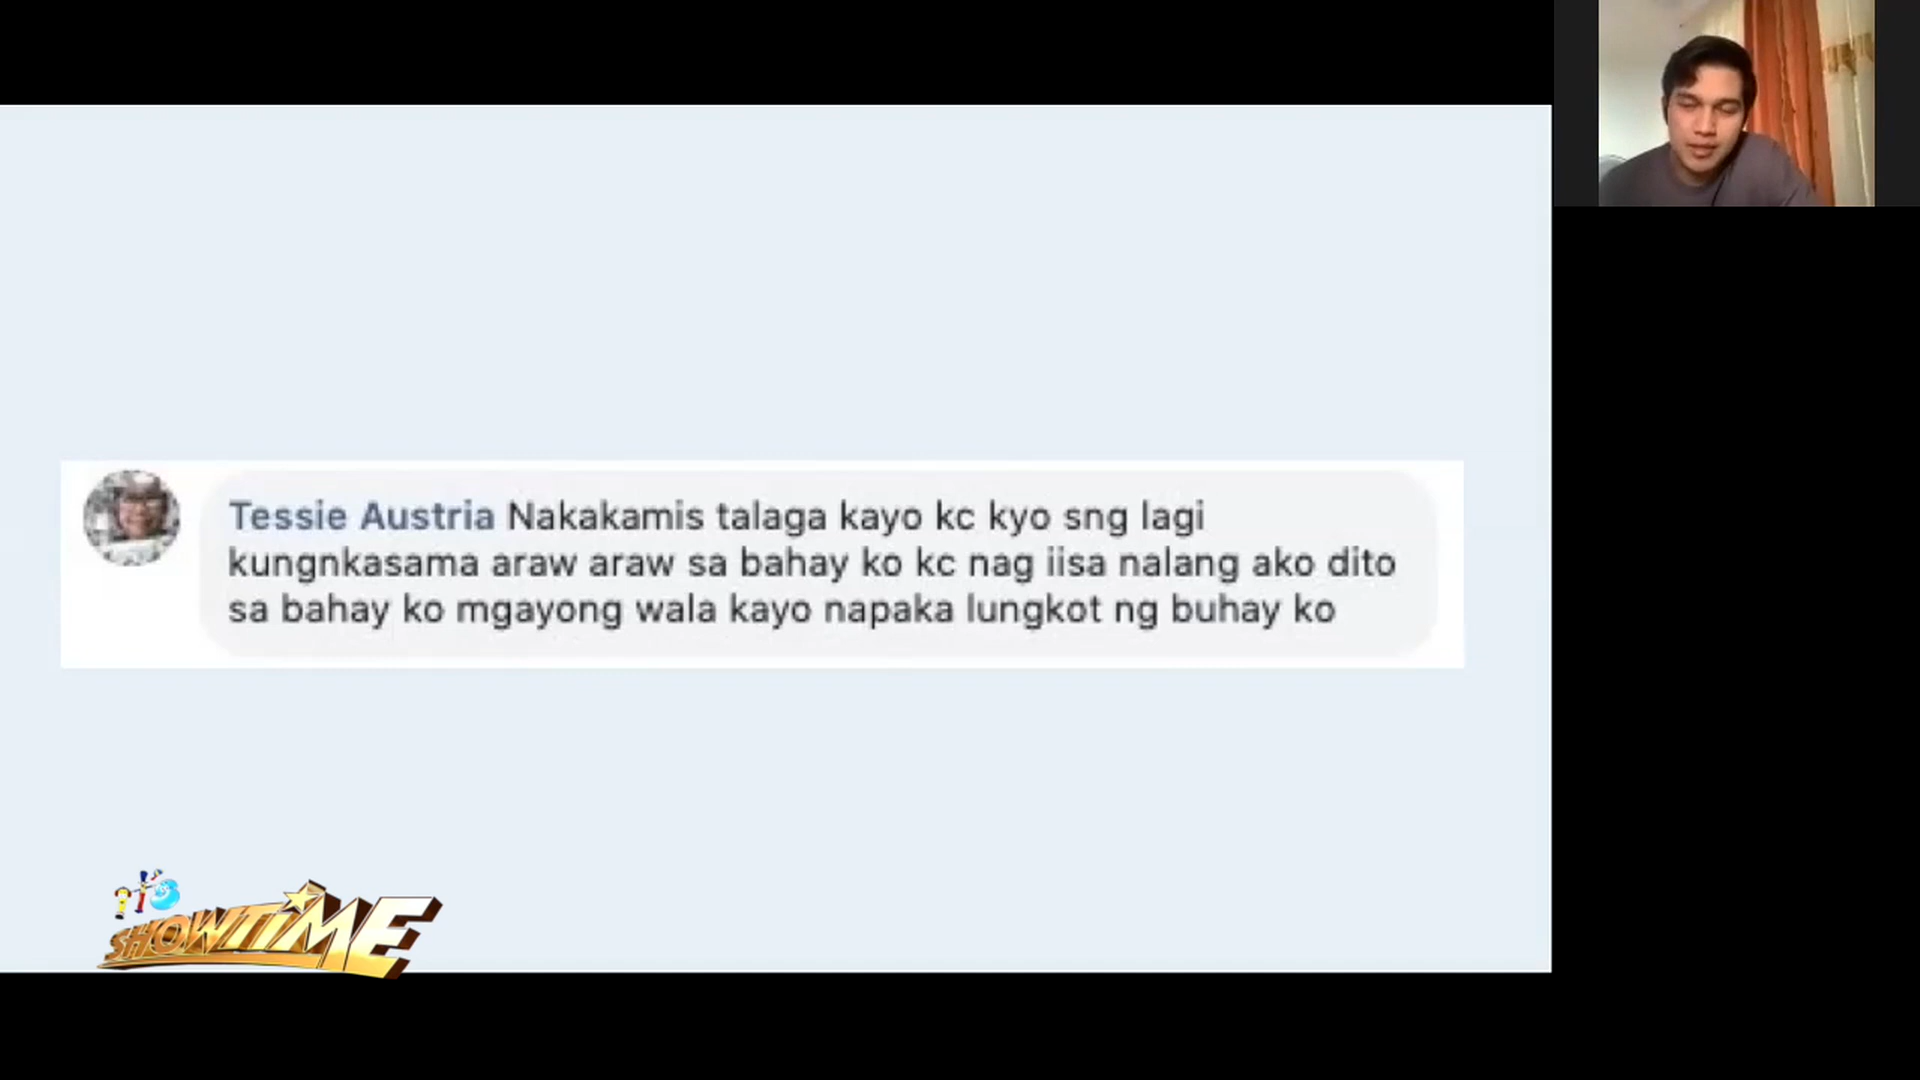 Tessie Austria Nakakamis talaga kayo kc kyo sng lagi
kungnkasama araw araw sa bahay ko kc nag iisa nalang ako dito
sa bahay ko mgayong wala kayo napaka lungkot ng buhay ko
it's
SHOWTiME